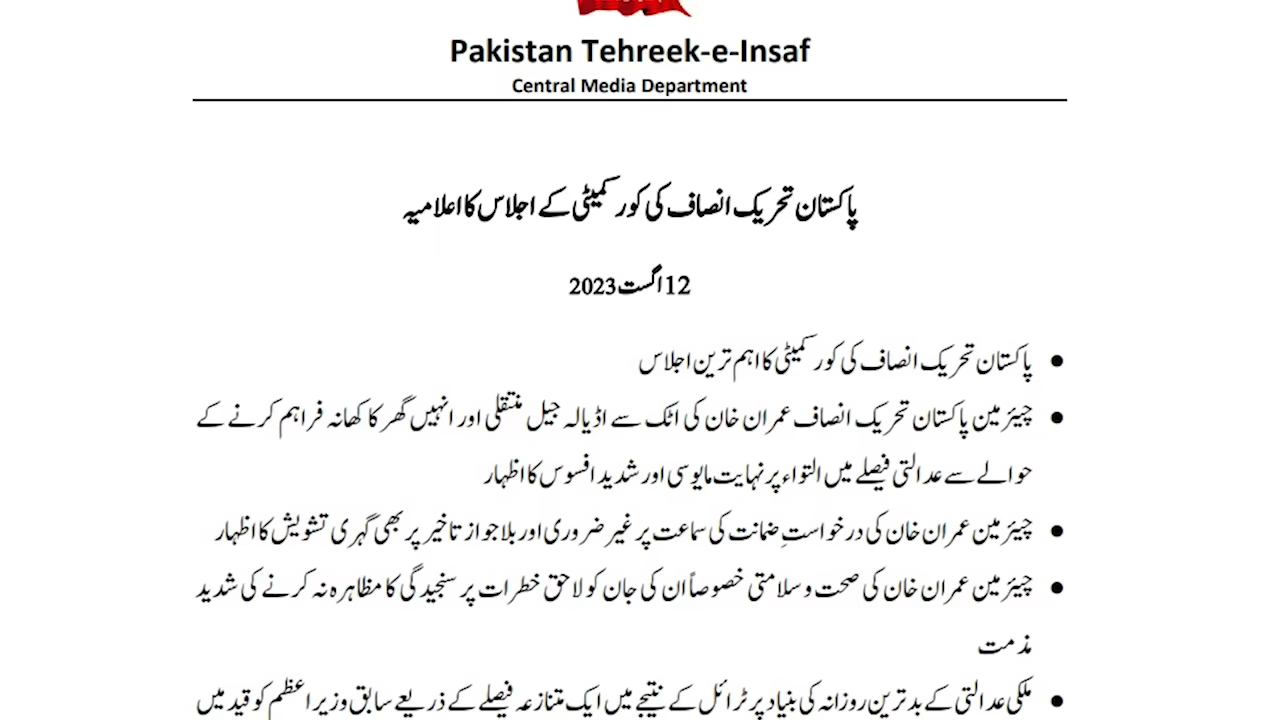 Pakistan Tehreek-e-Insaf
Central Media Department
پاکستان تحریک انصاف کی کور کمیٹی کے اجلاس کا اعلامیہ
12 اگست 2023
● پاکستان تحریک انصاف کی کور کمیٹی کا اہم ترین اجلاس
● چیئرمین پاکستان تحریک انصاف عمران خان کی اٹک سے اڈیالہ جیل منتقلی اور انہیں گھر کا کھانہ فراہم کرنے کے
حوالے سے عدالتی فیصلے میں التواء پر نہایت مایوسی اور شدید افسوس کا اظہار
● چیئرمین عمران خان کی درخواستِ ضمانت کی سماعت پر غیر ضروری اور بلا جواز تاخیر پر بھی گہری تشویش کا اظہار
● چیئرمین عمران خان کی صحت و سلامتی خصوصاً ان کی جان کو لاحق خطرات پر سنجیدگی کا مظاہرہ نہ کرنے کی شدید
مذمت
● ملکی عدالتی کے بدترین روزانہ کی بنیاد پر ٹرائل کے نتیجے میں ایک متنازعہ فیصلے کے ذریعے سابق وزیر اعظم کو قید میں